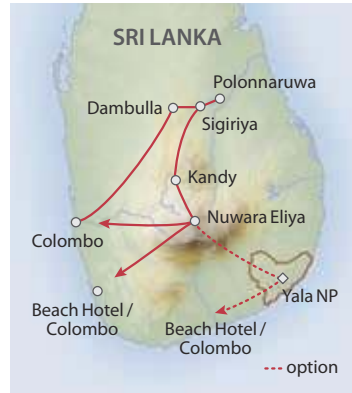 SRI LANKA
Polonnaruwa
Dambulla
Sigiriya
Kandy
Nuwara Eliya
Colombo
Beach Hotel /
Colombo
Yala NP
Beach Hotel /
Colombo
option